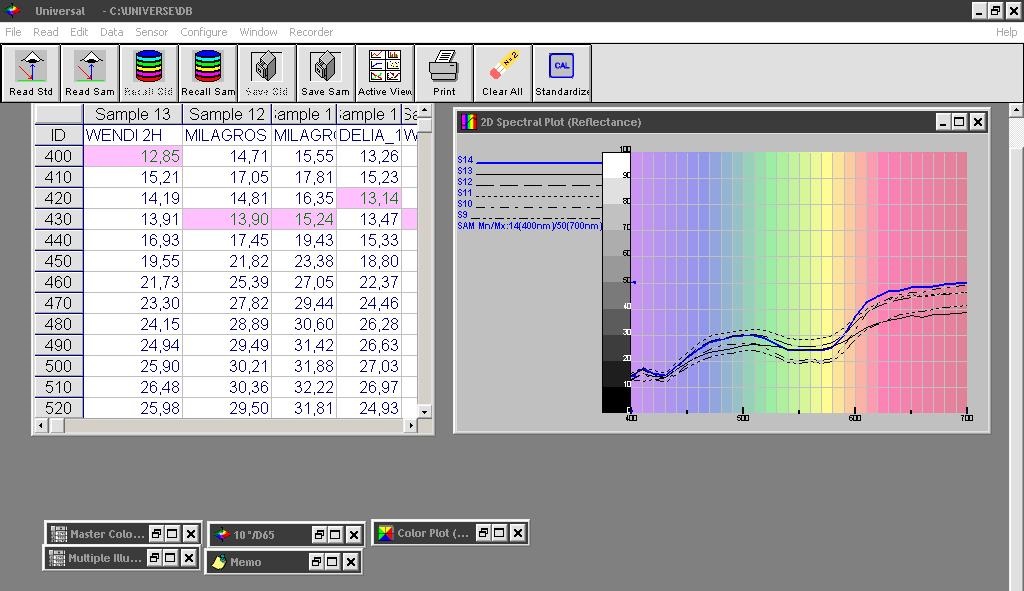 Universal - C:\UNIVERSE\DB
File Read Edit Data Sensor Configure Window Recorder Help
CAL
Read Std Read Sam Recall Std Recall Sam Save Std Save Sam Active View Print Clear All Standardize
Sample 13 Sample 12
ID WENDI 2H MILAGROS MILAGR DELIA_1
400 12,85 14,71 15,55 13,26
410 15,21 17,05 17,81 15,23
420 14,19 14,81 16,35 13,14
430 13,91 13,90 15,24 13,47
440 16,93 17,45 19,43 15,33
450 19,55 21,82 23,38 18,80
460 21,73 25,39 27,05 22,37
470 23,30 27,82 29,44 24,46
480 24,15 28,89 30,60 26,28
490 24,94 29,49 31,42 26,63
500 25,90 30,21 31,88 27,03
510 26,48 30,36 32,22 26,97
520 25,98 29,50 31,81 24,93
2D Spectral Plot (Reflectance)
S14
S13
S12
S11
S10
S9
SAM Mn/Mx:14(400nm)/50(700nm)
100
90
80
70
60
50
40
30
20
10
0
400 500 600 700
Master Colo... 10°/D65 Color Plot (...
Multiple Illu... Memo